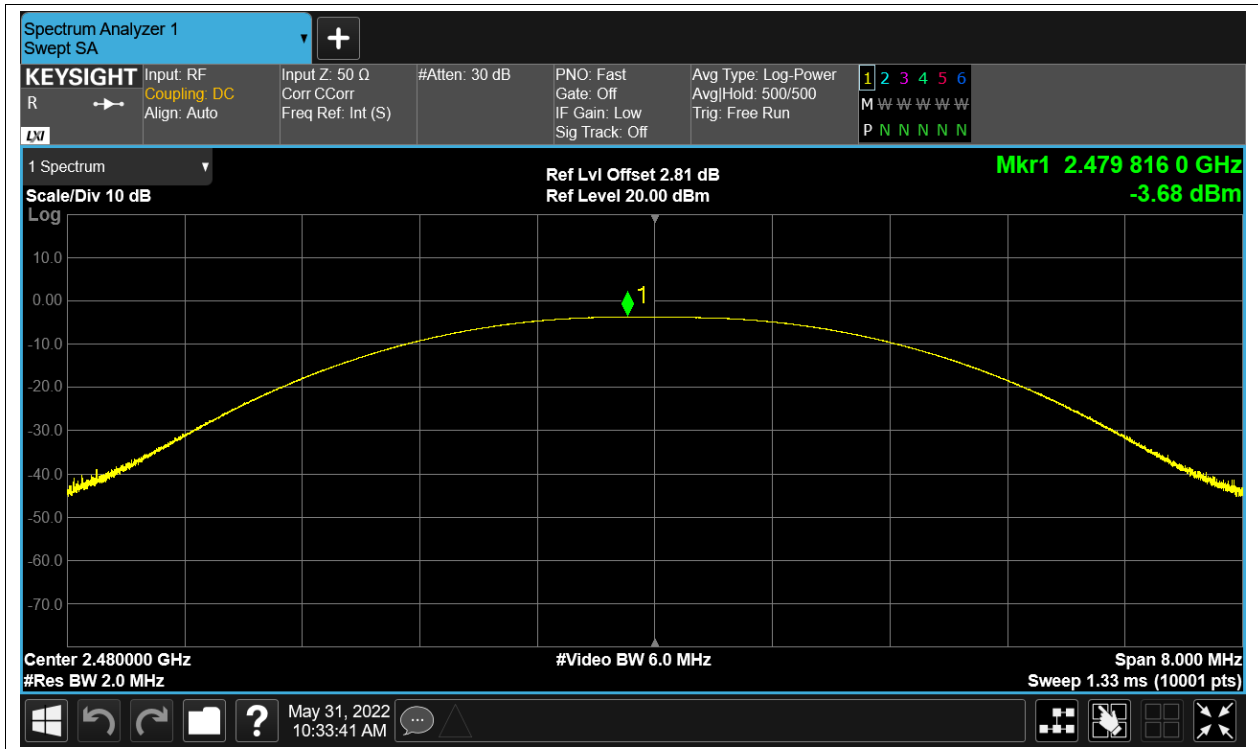 Spectrum Analyzer 1
Swept SA
+
KEYSIGHT
R
LXI
Input: RF
Coupling: DC
Align: Auto
Input Z: 50 Ω
Corr CCorr
Freq Ref: Int (S)
#Atten: 30 dB
PNO: Fast
Gate: Off
IF Gain: Low
Sig Track: Off
Avg Type: Log-Power
Avg|Hold: 500/500
Trig: Free Run
1 2 3 4 5 6
M W W W W W
P N N N N N
1 Spectrum
Scale/Div 10 dB
Ref Lvl Offset 2.81 dB
Ref Level 20.00 dBm
Mkr1 2.479 816 0 GHz
-3.68 dBm
Log
10.0
0.00
-10.0
-20.0
-30.0
-40.0
-50.0
-60.0
-70.0
1
Center 2.480000 GHz
#Res BW 2.0 MHz
#Video BW 6.0 MHz
Span 8.000 MHz
Sweep 1.33 ms (10001 pts)
?
May 31, 2022
10:33:41 AM